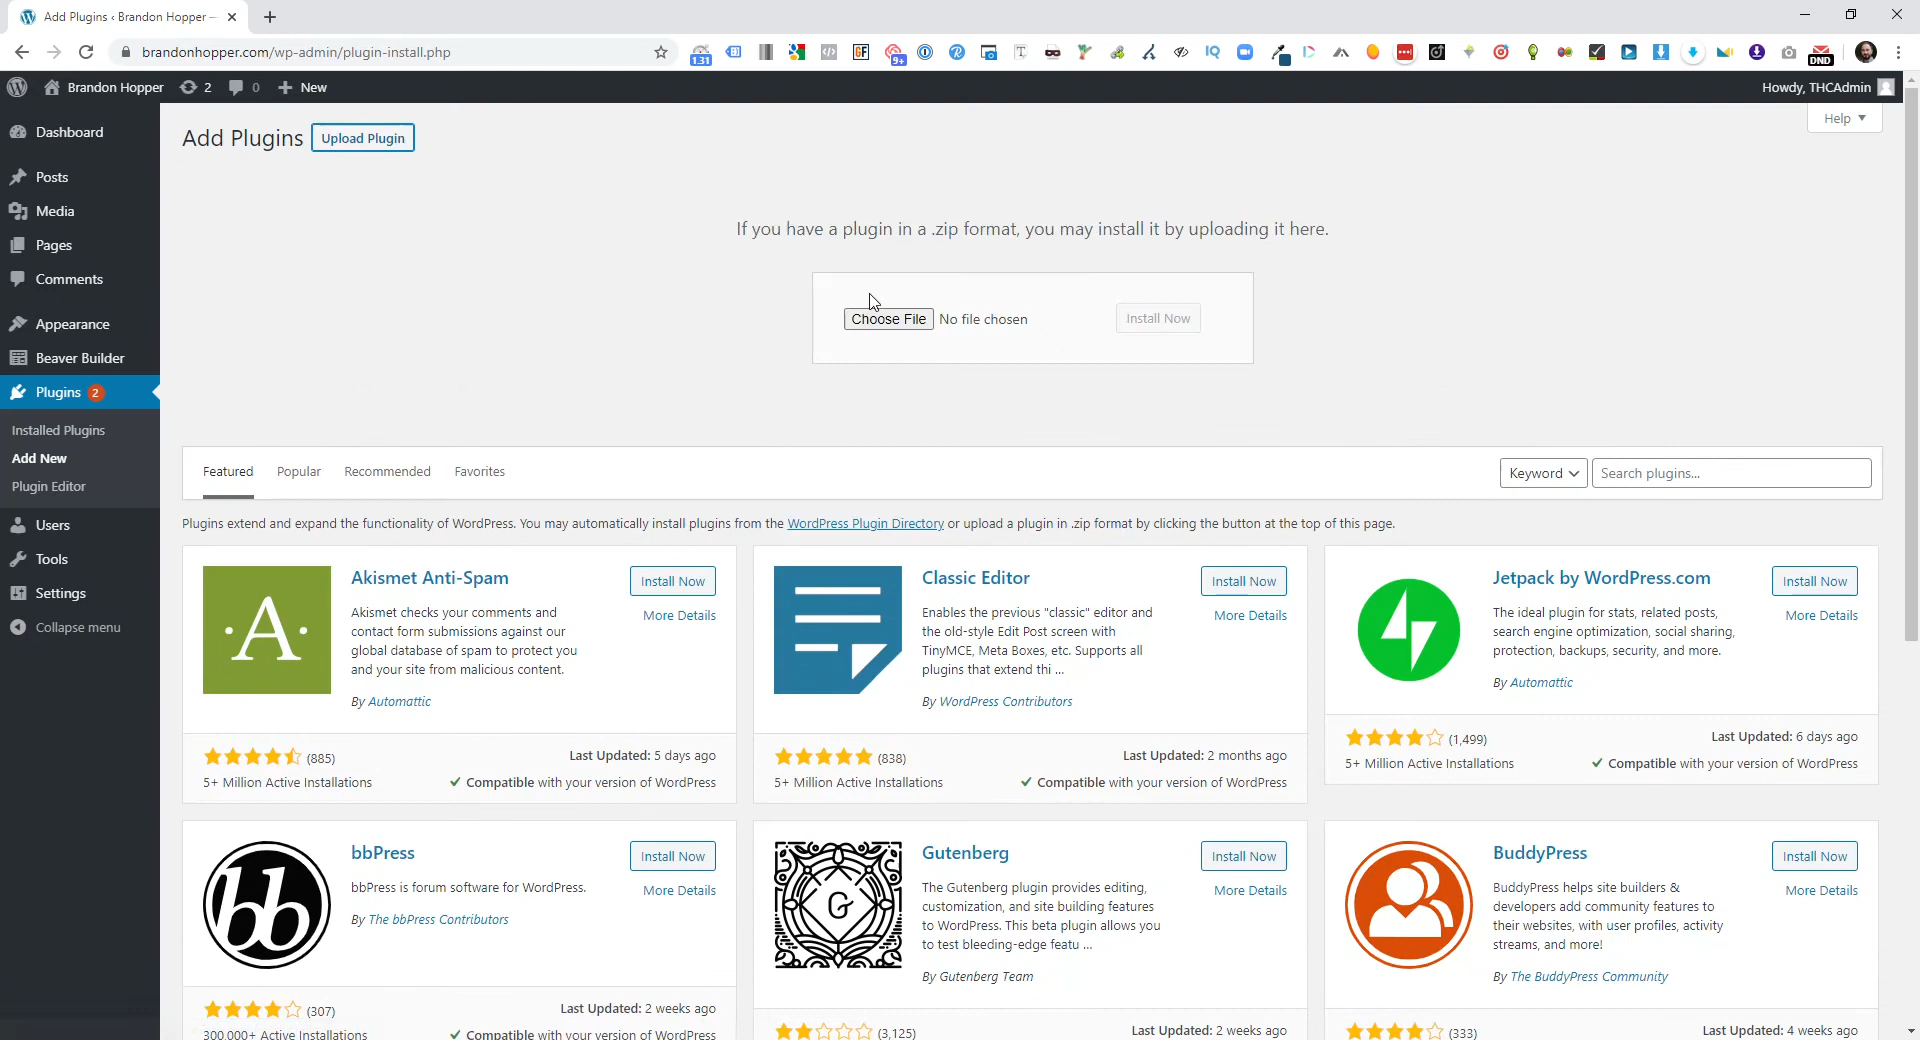 Add Plugins ‹ Brandon Hopper —
brandonhopper.com/wp-admin/plugin-install.php
1.31
GF
9+
T
IQ
DND
Brandon Hopper
2
0
New
Howdy, THCAdmin
Help
Dashboard
Posts
Media
Pages
Comments
Appearance
Beaver Builder
Plugins 2
Installed Plugins
Add New
Plugin Editor
Users
Tools
Settings
Collapse menu
Add Plugins
Upload Plugin
If you have a plugin in a .zip format, you may install it by uploading it here.
Choose File No file chosen
Install Now
Featured Popular Recommended Favorites
Keyword
Search plugins...
Plugins extend and expand the functionality of WordPress. You may automatically install plugins from the WordPress Plugin Directory or upload a plugin in .zip format by clicking the button at the top of this page.
A
Akismet Anti-Spam
Install Now
More Details
Akismet checks your comments and
contact form submissions against our
global database of spam to protect you
and your site from malicious content.
By Automattic
(885)
Last Updated: 5 days ago
5+ Million Active Installations
Compatible with your version of WordPress
Classic Editor
Install Now
More Details
Enables the previous "classic" editor and
the old-style Edit Post screen with
TinyMCE, Meta Boxes, etc. Supports all
plugins that extend thi ...
By WordPress Contributors
(838)
Last Updated: 2 months ago
5+ Million Active Installations
Compatible with your version of WordPress
Jetpack by WordPress.com
Install Now
More Details
The ideal plugin for stats, related posts,
search engine optimization, social sharing,
protection, backups, security, and more.
By Automattic
(1,499)
Last Updated: 6 days ago
5+ Million Active Installations
Compatible with your version of WordPress
bb
bbPress
Install Now
More Details
bbPress is forum software for WordPress.
By The bbPress Contributors
(307)
Last Updated: 2 weeks ago
300,000+ Active Installations
Compatible with your version of WordPress
G
Gutenberg
Install Now
More Details
The Gutenberg plugin provides editing,
customization, and site building features
to WordPress. This beta plugin allows you
to test bleeding-edge featu ...
By Gutenberg Team
(3,125)
Last Updated: 2 weeks ago
BuddyPress
Install Now
More Details
BuddyPress helps site builders &
developers add community features to
their websites, with user profiles, activity
streams, and more!
By The BuddyPress Community
(333)
Last Updated: 4 weeks ago